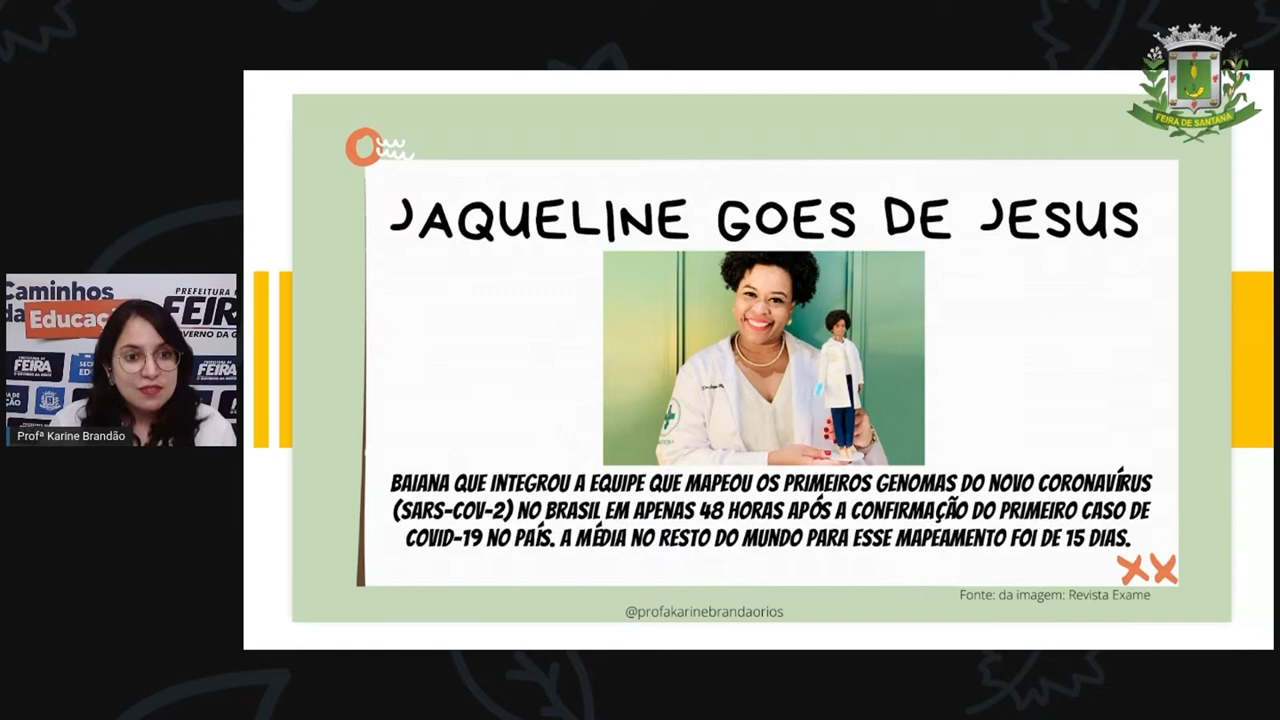 FEIRA DE SANTANA
JAQUELINE GOES DE JESUS
Caminhos
da Educaç
PREFEITURA
FEIR
OVERNO DA G
FEIRA
FEIRA
Profª Karine Brandão
BAIANA QUE INTEGROU A EQUIPE QUE MAPEOU OS PRIMEIROS GENOMAS DO NOVO CORONAVÍRUS
(SARS-COV-2) NO BRASIL EM APENAS 48 HORAS APÓS A CONFIRMAÇÃO DO PRIMEIRO CASO DE
COVID-19 NO PAÍS. A MÉDIA NO RESTO DO MUNDO PARA ESSE MAPEAMENTO FOI DE 15 DIAS.
Fonte: da imagem: Revista Exame
@profakarinebrandaorios